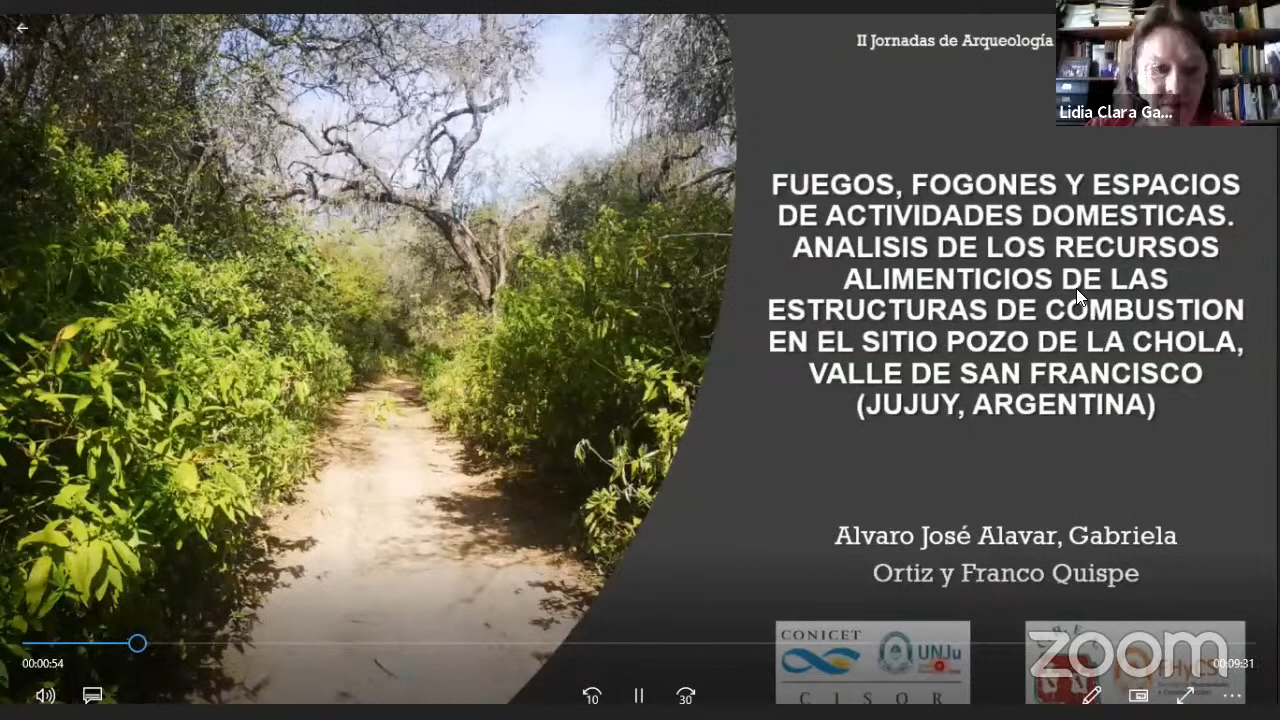 II Jornadas de Arqueología
Lidia Clara Ga...
FUEGOS, FOGONES Y ESPACIOS
DE ACTIVIDADES DOMESTICAS.
ANALISIS DE LOS RECURSOS
ALIMENTICIOS DE LAS
ESTRUCTURAS DE COMBUSTION
EN EL SITIO POZO DE LA CHOLA,
VALLE DE SAN FRANCISCO
(JUJUY, ARGENTINA)
Alvaro José Alavar, Gabriela
Ortiz y Franco Quispe
CONICET
UNJu
CISOR
zoom
00:00:54
00:09:31
10
30